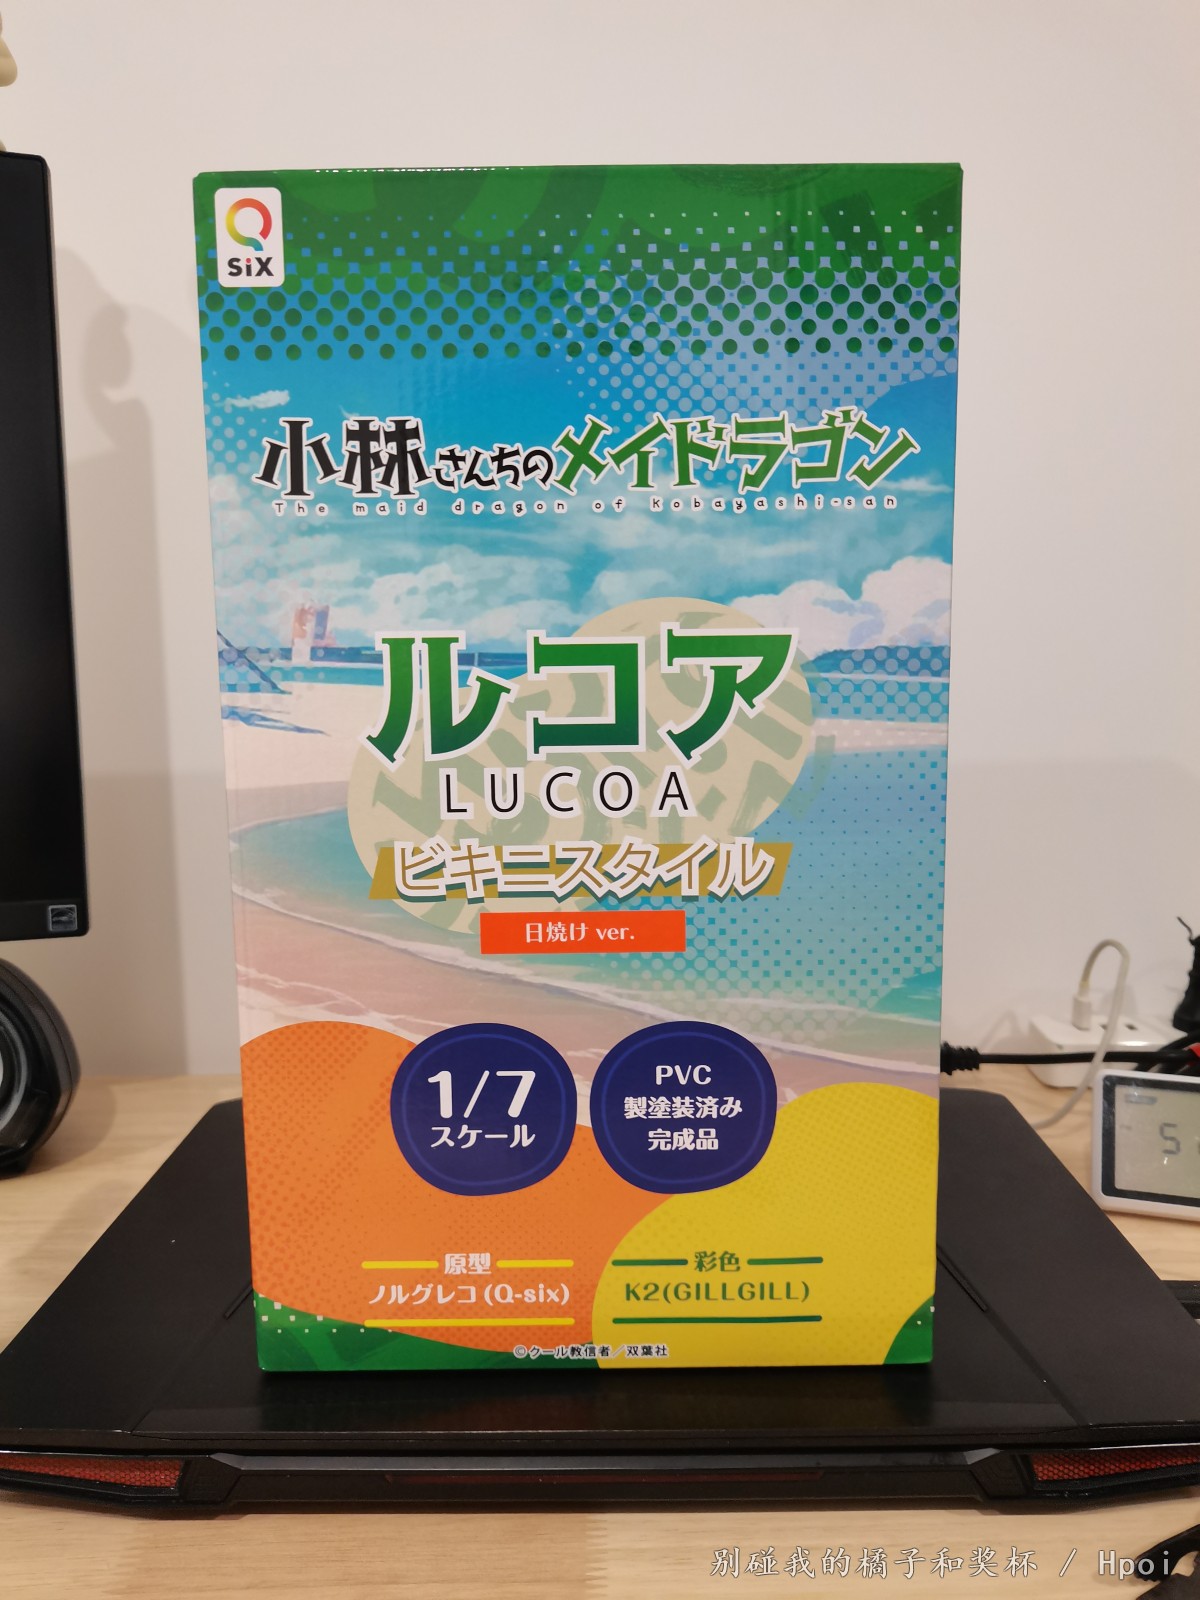 Q
SiX
小林さんちのメイドラゴン
The maid dragon of Kobayashi-san
ルコア
LUCOA
ビキニスタイル
日焼け ver.
1/7
スケール
PVC
製塗装済み
完成品
原型
ノルグレコ(Q-six)
彩色
K2(GILLGILL)
©クール教信者/双葉社
别碰我的橘子和奖杯 / Hpoi